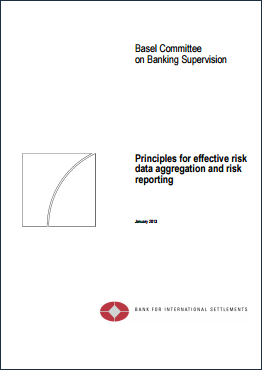 Basel Committee
on Banking Supervision
Principles for effective risk
data aggregation and risk
reporting
January 2013
BANK FOR INTERNATIONAL SETTLEMENTS